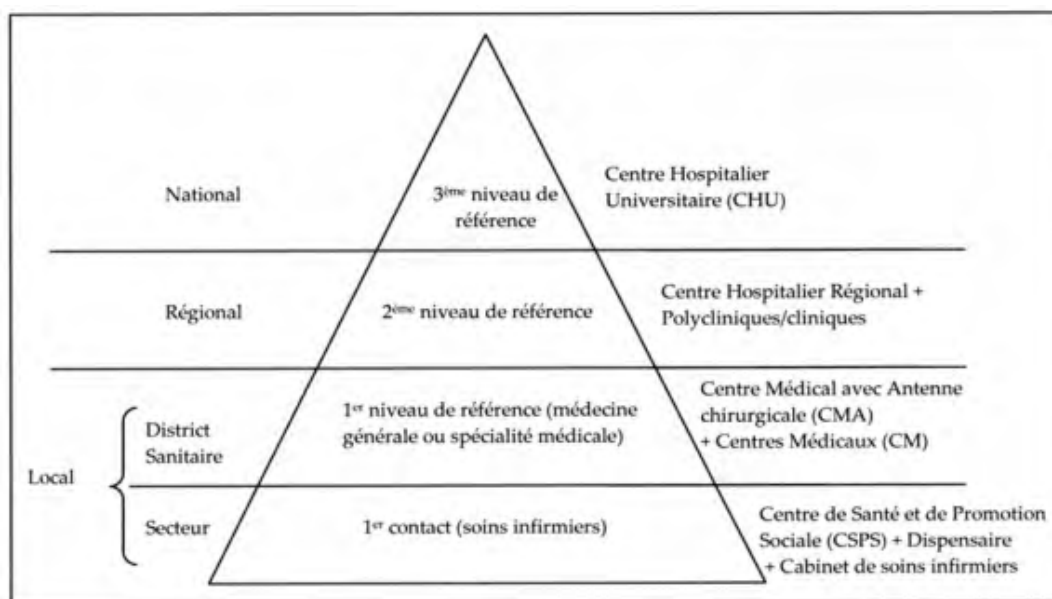 National
3ème niveau de
référence
Centre Hospitalier
Universitaire (CHU)
Régional
2ème niveau de référence
Centre Hospitalier Régional +
Polycliniques/cliniques
Local
District
Sanitaire
1er niveau de référence (médecine
générale ou spécialité médicale)
Centre Médical avec Antenne
chirurgicale (CMA)
+ Centres Médicaux (CM)
Secteur
1er contact (soins infirmiers)
Centre de Santé et de Promotion
Sociale (CSPS) + Dispensaire
+ Cabinet de soins infirmiers